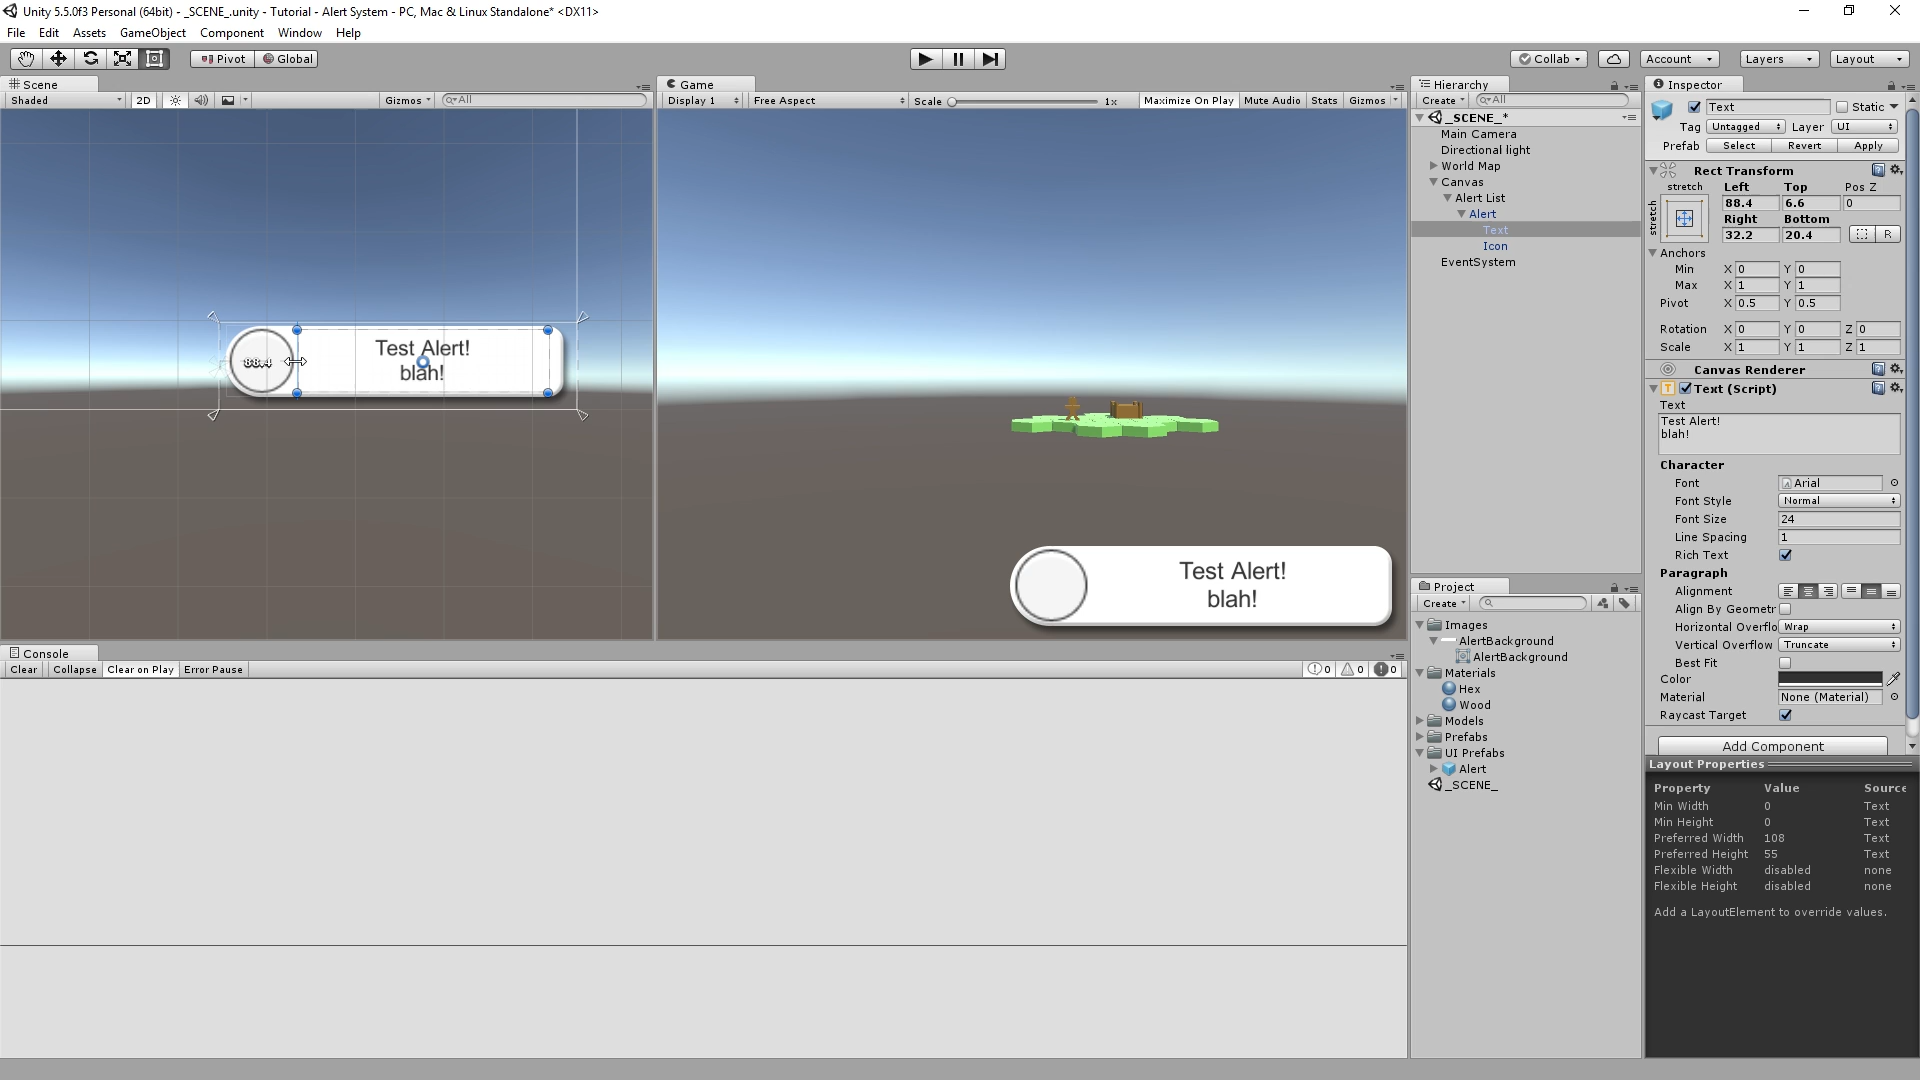 Unity 5.5.0f3 Personal (64bit) - _SCENE_.unity - Tutorial - Alert System - PC, Mac & Linux Standalone* <DX11>
File Edit Assets GameObject Component Window Help
Pivot Global Collab Account Layers Layout
Scene
Shaded 2D Gizmos All
88.4
Test Alert!
blah!
Game
Display 1 Free Aspect Scale 1x Maximize On Play Mute Audio Stats Gizmos
Test Alert!
blah!
Console
Clear Collapse Clear on Play Error Pause 0 0 0
Hierarchy
Create All
_SCENE_*
Main Camera
Directional light
World Map
Canvas
Alert List
Alert
Text
Icon
EventSystem
Project
Create
Images
AlertBackground
AlertBackground
Materials
Hex
Wood
Models
Prefabs
UI Prefabs
Alert
_SCENE_
Inspector
Text Static
Tag Untagged Layer UI
Prefab Select Revert Apply
Rect Transform
stretch
stretch
Left Top Pos Z
88.4 6.6 0
Right Bottom
32.2 20.4 R
Anchors
Min X 0 Y 0
Max X 1 Y 1
Pivot X 0.5 Y 0.5
Rotation X 0 Y 0 Z 0
Scale X 1 Y 1 Z 1
Canvas Renderer
Text (Script)
Text
Test Alert!
blah!
Character
Font Arial
Font Style Normal
Font Size 24
Line Spacing 1
Rich Text
Paragraph
Alignment
Align By Geometr
Horizontal Overflo Wrap
Vertical Overflow Truncate
Best Fit
Color
Material None (Material)
Raycast Target
Add Component
Layout Properties
Property Value Source
Min Width 0 Text
Min Height 0 Text
Preferred Width 108 Text
Preferred Height 55 Text
Flexible Width disabled none
Flexible Height disabled none
Add a LayoutElement to override values.